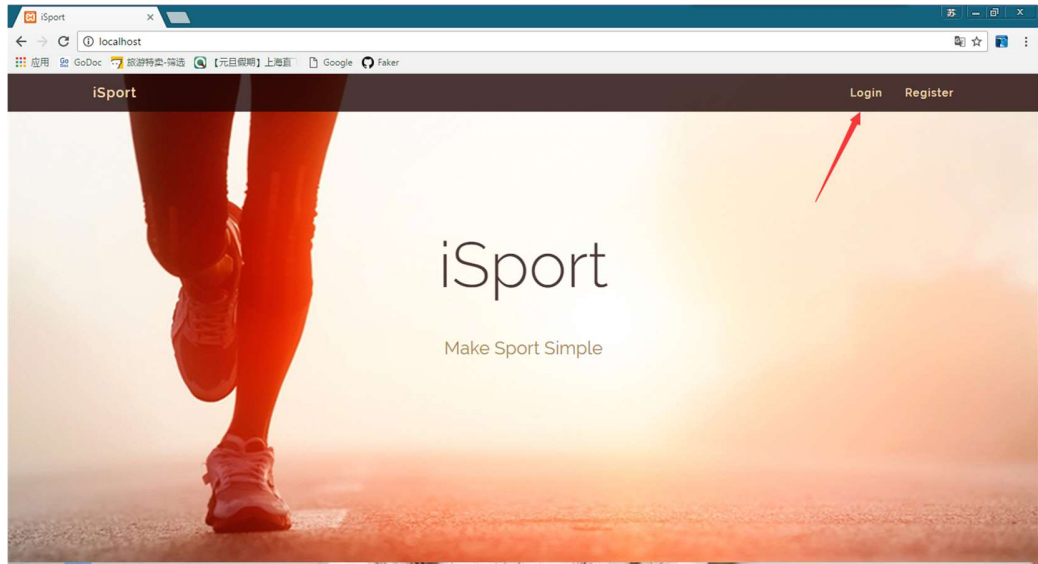 iSport
苏
localhost
应用 GoDoc 旅游特卖-筛选 【元旦假期】上海直 Google Faker
iSport Login Register
iSport
Make Sport Simple